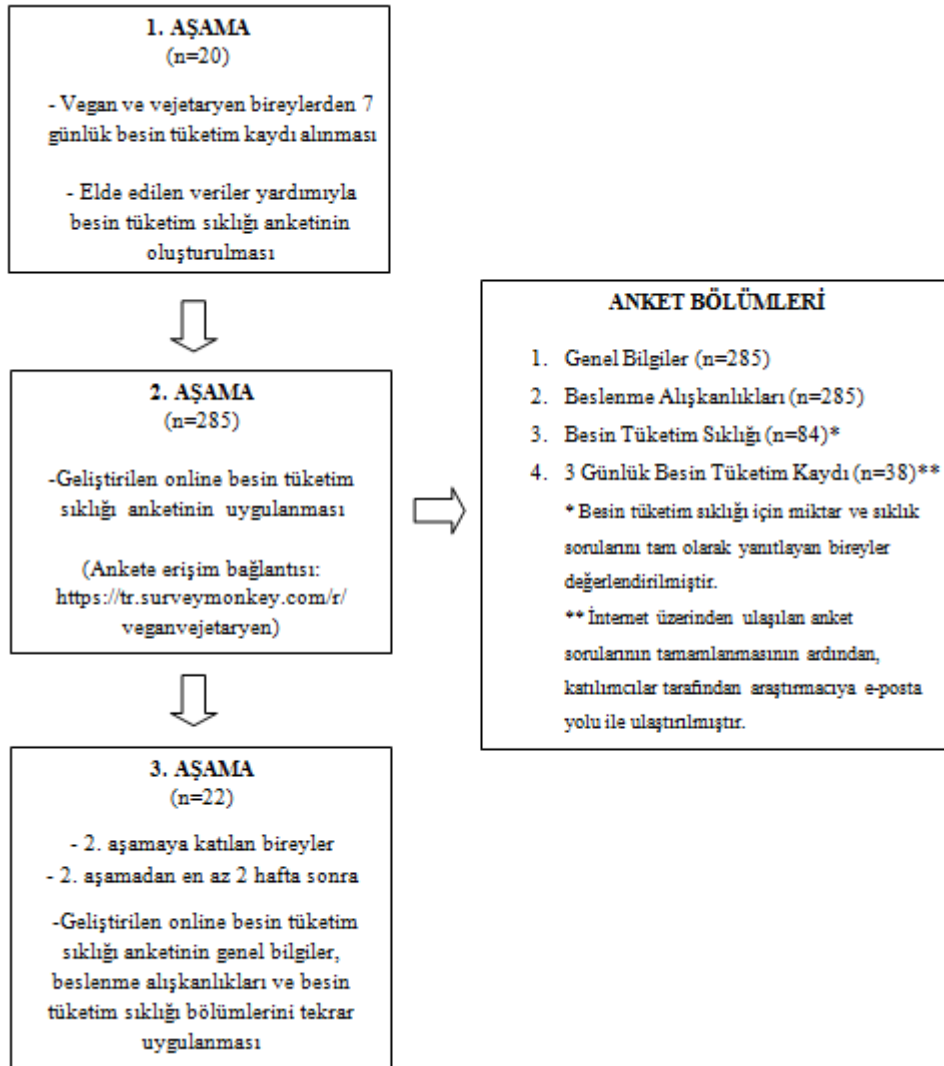 1. AŞAMA
(n=20)
- Vegan ve vejetaryen bireylerden 7
günlük besin tüketim kaydı alınması
- Elde edilen veriler yardımıyla
besin tüketim sıklığı anketinin
oluşturulması
2. AŞAMA
(n=285)
-Geliştirilen online besin tüketim
sıklığı anketinin uygulanması
(Ankete erişim bağlantısı:
https://tr.surveymonkey.com/r/
veganvejetaryen)
ANKET BÖLÜMLERİ
1. Genel Bilgiler (n=285)
2. Beslenme Alışkanlıkları (n=285)
3. Besin Tüketim Sıklığı (n=84)*
4. 3 Günlük Besin Tüketim Kaydı (n=38)**
* Besin tüketim sıklığı için miktar ve sıklık
sorularını tam olarak yanıtlayan bireyler
değerlendirilmiştir.
** İnternet üzerinden ulaşılan anket
sorularının tamamlanmasının ardından,
katılımcılar tarafından araştırmacıya e-posta
yolu ile ulaştırılmıştır.
3. AŞAMA
(n=22)
- 2. aşamaya katılan bireyler
- 2. aşamadan en az 2 hafta sonra
-Geliştirilen online besin tüketim
sıklığı anketinin genel bilgiler,
beslenme alışkanlıkları ve besin
tüketim sıklığı bölümlerini tekrar
uygulanması